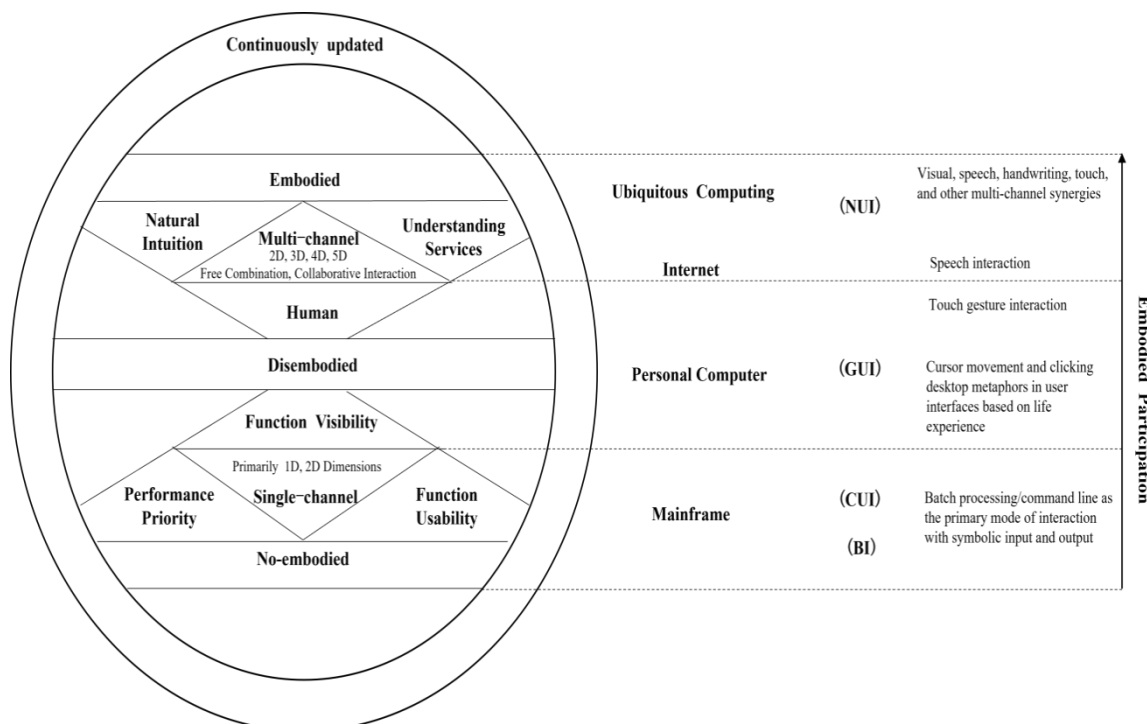 Continuously updated
Embodied
Natural
Intuition
Multi-channel
2D, 3D, 4D, 5D
Free Combination, Collaborative Interaction
Understanding
Services
Human
Disembodied
Function Visibility
Primarily 1D, 2D Dimensions
Single-channel
Performance
Priority
Function
Usability
No-embodied
Ubiquitous Computing
(NUI)
Visual, speech, handwriting, touch,
and other multi-channel synergies
Internet
Speech interaction
Touch gesture interaction
Personal Computer
(GUI)
Cursor movement and clicking
desktop metaphors in user
interfaces based on life
experience
Mainframe
(CUI)
(BI)
Batch processing/command line as
the primary mode of interaction
with symbolic input and output
Embodied Participation